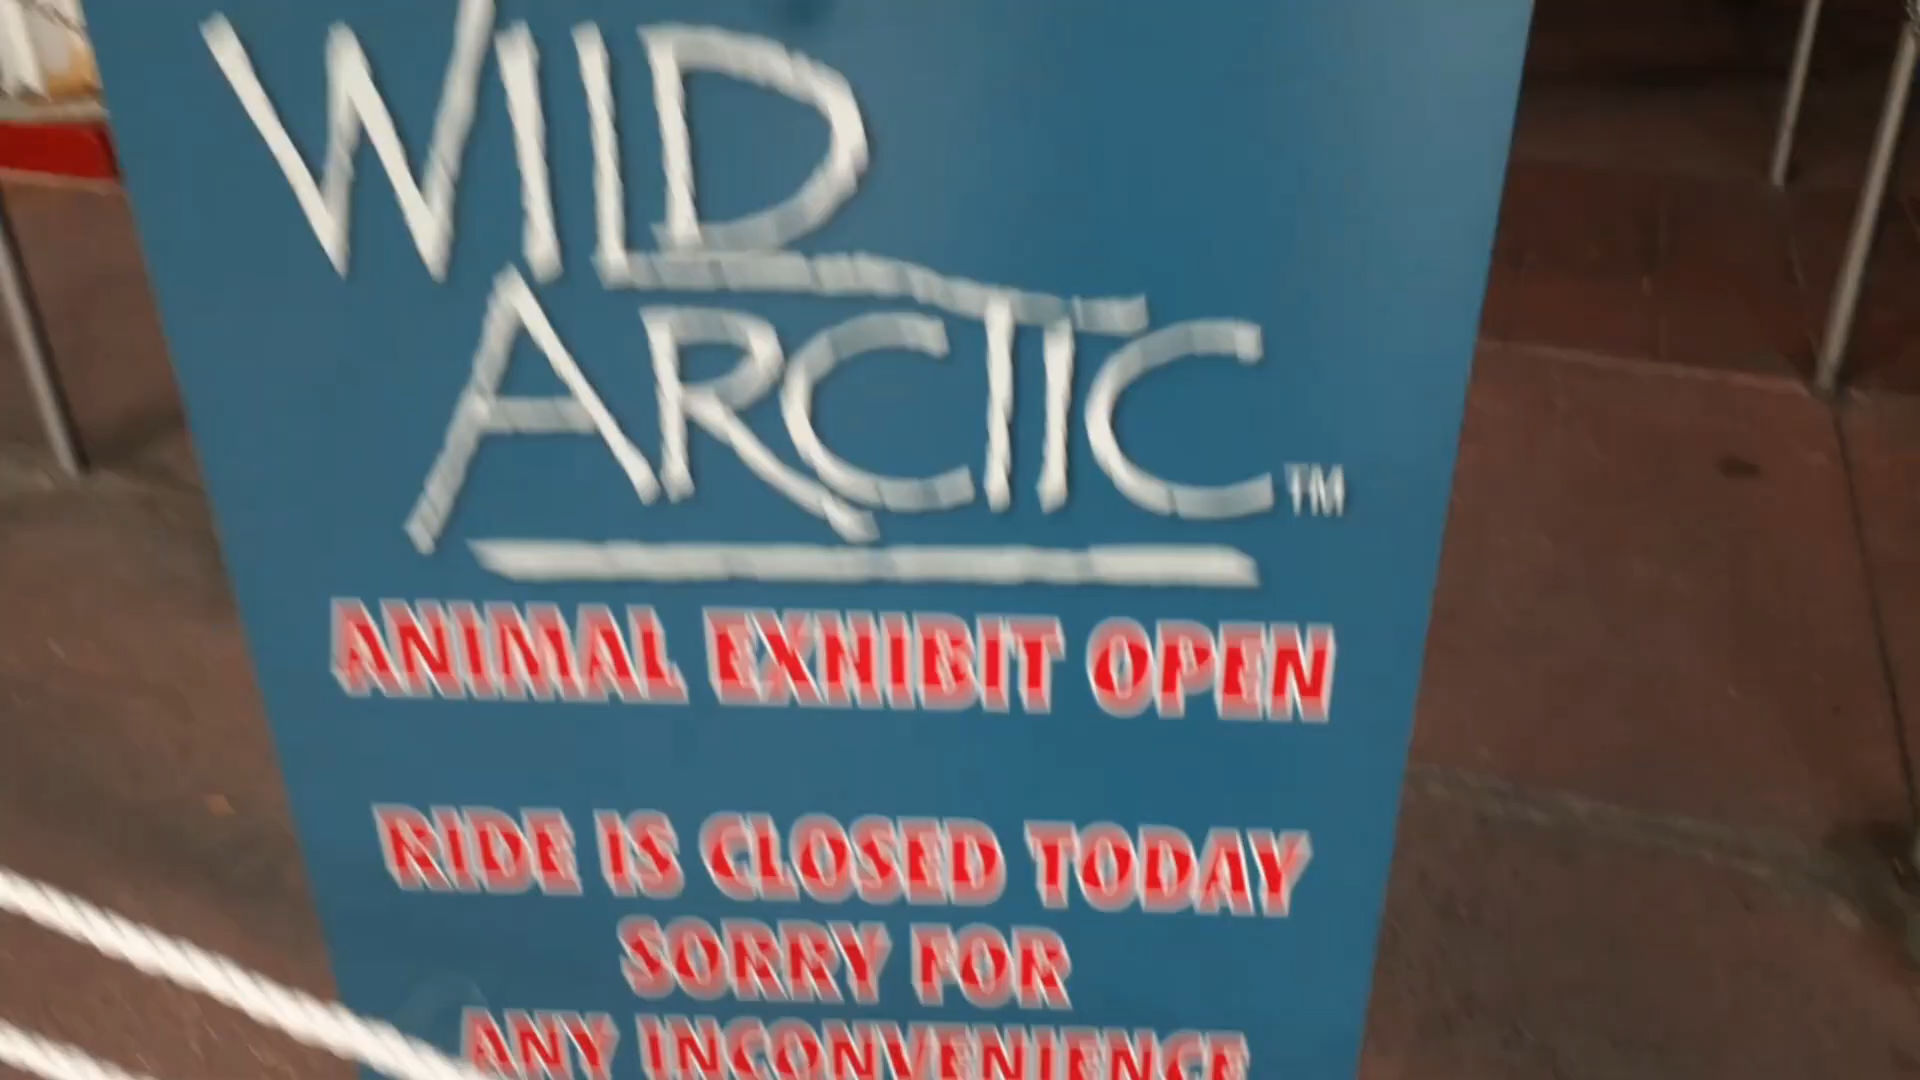 WILD
ARCTIC™
ANIMAL EXHIBIT OPEN
RIDE IS CLOSED TODAY
SORRY FOR
ANY INCONVENIENCE